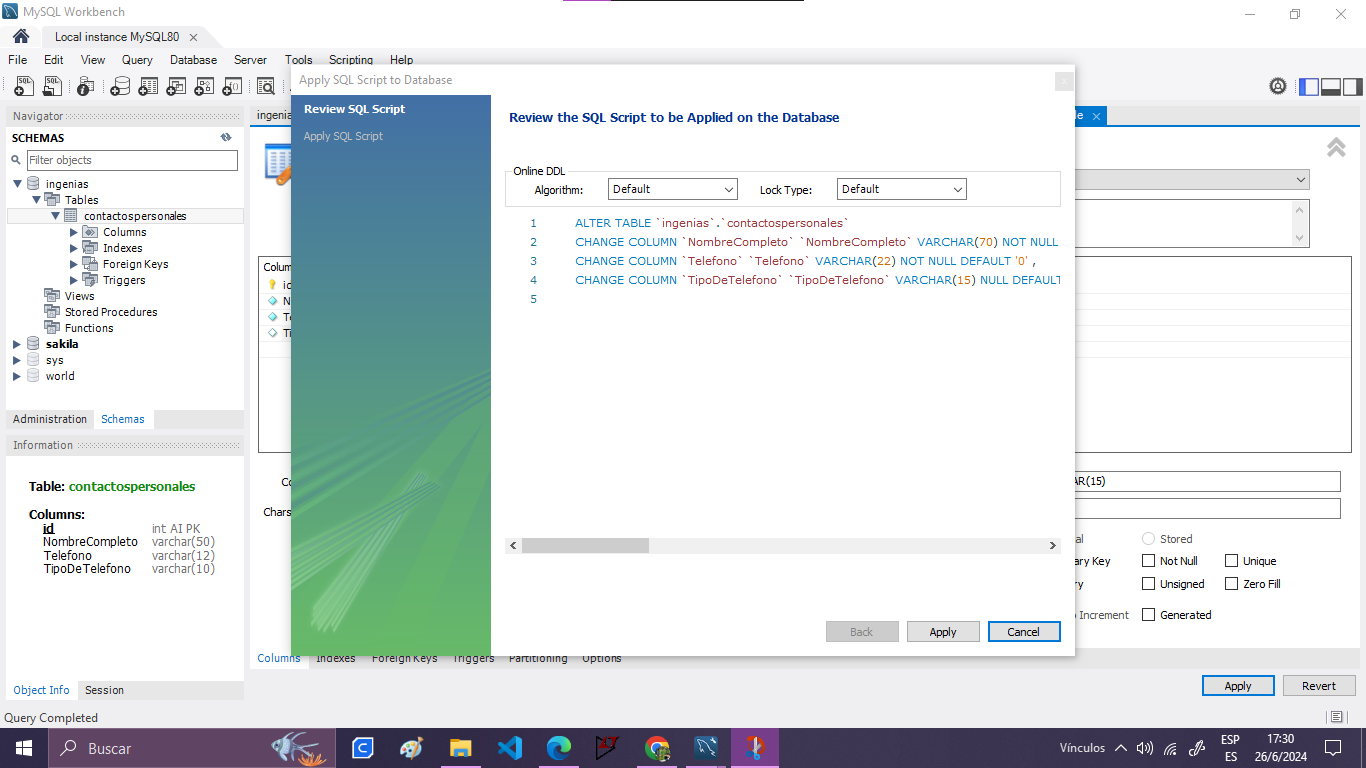 MySQL Workbench
Local instance MySQL80
File Edit View Query Database Server Tools Scripting Help
Navigator
SCHEMAS
Filter objects
ingenias
Tables
contactospersonales
Columns
Indexes
Foreign Keys
Triggers
Views
Stored Procedures
Functions
sakila
sys
world
Administration Schemas
Information
Table: contactospersonales
Columns:
id int AI PK
NombreCompleto varchar(50)
Telefono varchar(12)
TipoDeTelefono varchar(10)
Object Info Session
Query Completed
Apply SQL Script to Database
Review SQL Script
Apply SQL Script
Review the SQL Script to be Applied on the Database
Online DDL
Algorithm: Default Lock Type: Default
1 ALTER TABLE `ingenias`.`contactospersonales`
2 CHANGE COLUMN `NombreCompleto` `NombreCompleto` VARCHAR(70) NOT NULL
3 CHANGE COLUMN `Telefono` `Telefono` VARCHAR(22) NOT NULL DEFAULT '0' ,
4 CHANGE COLUMN `TipoDeTelefono` `TipoDeTelefono` VARCHAR(15) NULL DEFAULT
5
Back Apply Cancel
Stored
Not Null Unique
Unsigned Zero Fill
Increment Generated
Columns Indexes Foreign Keys Triggers Partitioning Options
Apply Revert
Buscar
Vínculos
ESP
ES
17:30
26/6/2024